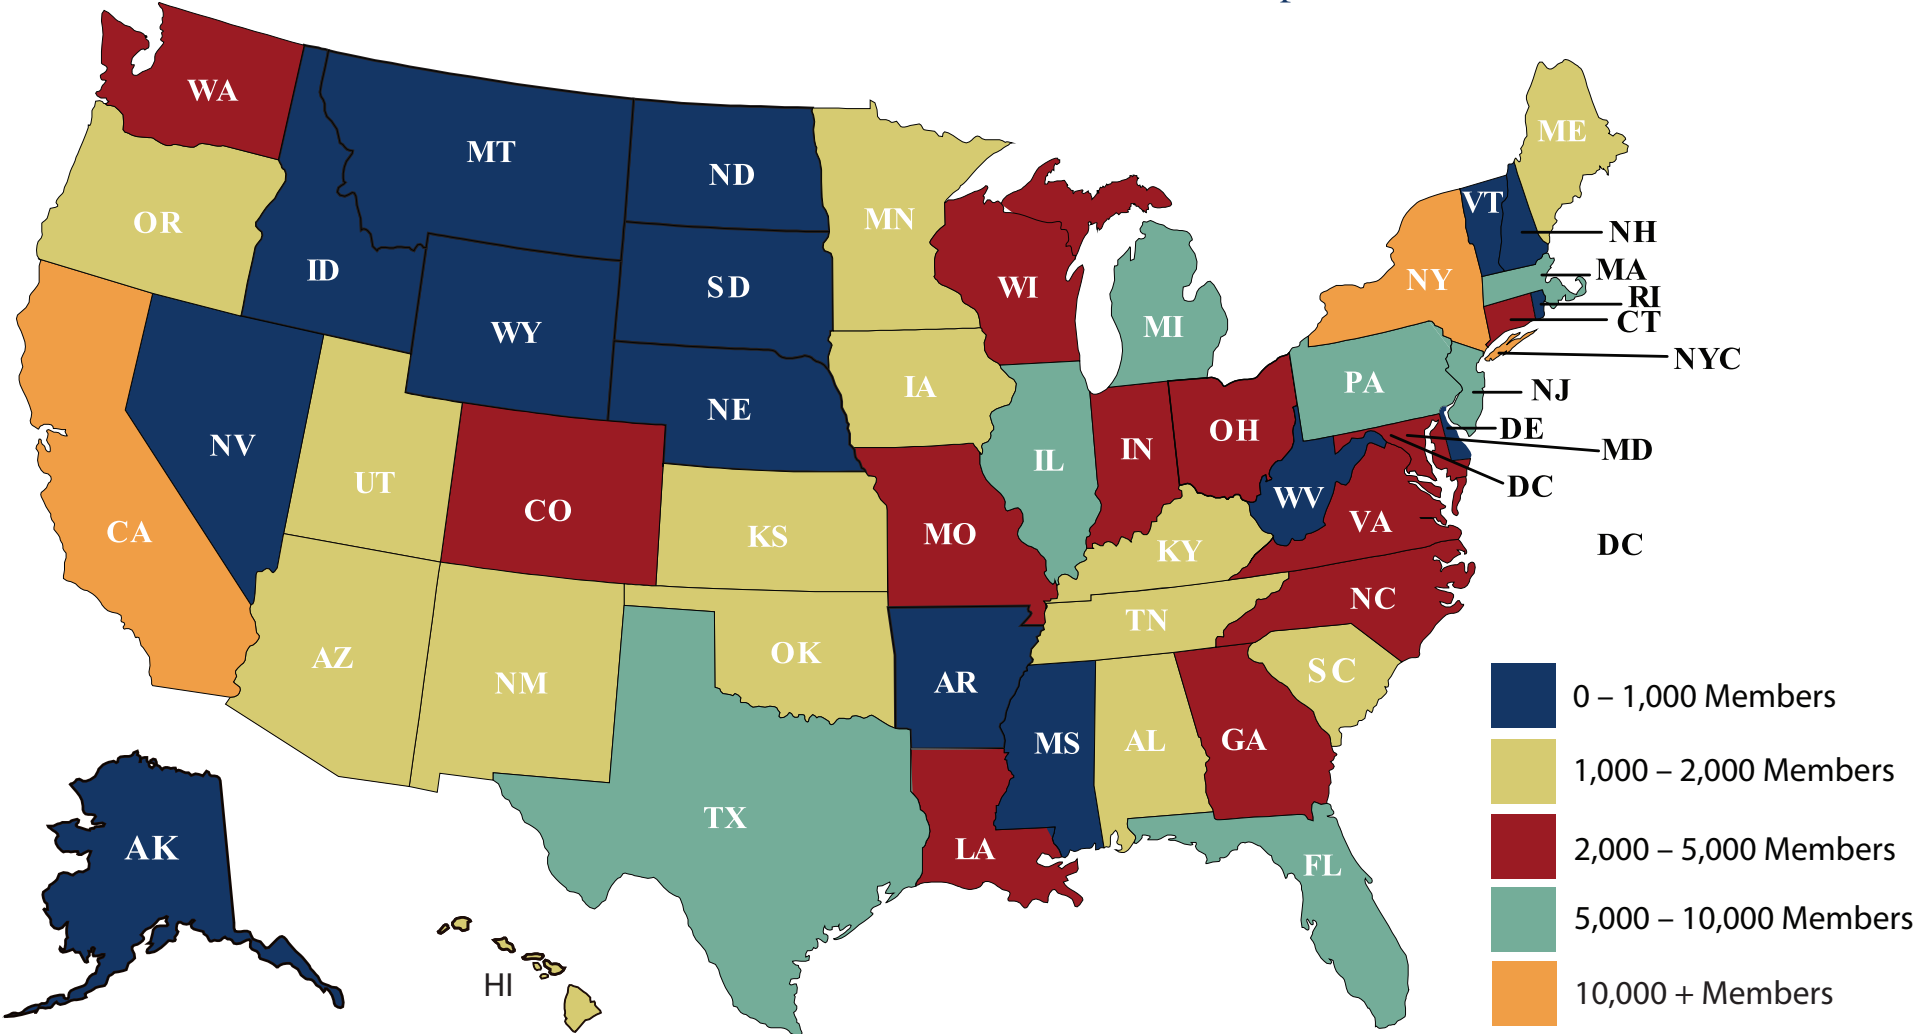 WA
MT
ND
MN
ME
OR
ID
SD
WI
VT
NH
MA
RI
CT
NYC
NY
WY
MI
IA
NE
PA
NJ
DE
MD
DC
NV
UT
CO
KS
MO
IL
IN
OH
WV
VA
DC
CA
KY
NC
TN
AZ
NM
OK
AR
SC
MS
AL
GA
TX
LA
FL
AK
HI
0 – 1,000 Members
1,000 – 2,000 Members
2,000 – 5,000 Members
5,000 – 10,000 Members
10,000 + Members